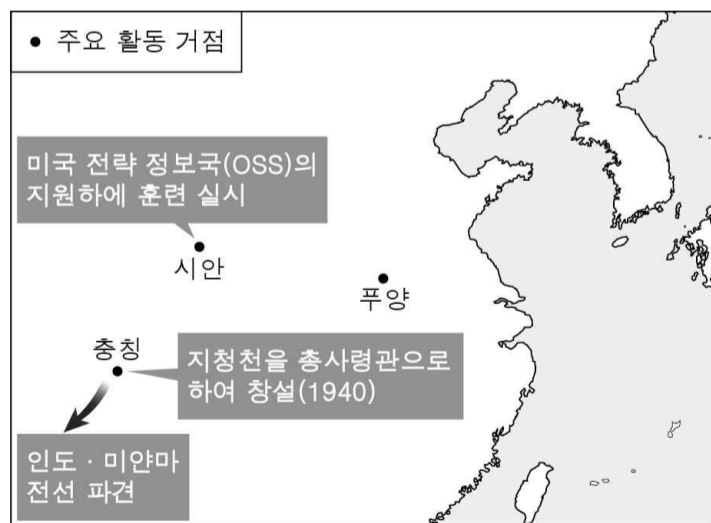 • 주요 활동 거점
미국 전략 정보국(OSS)의
지원하에 훈련 실시
시안
푸양
충칭
지청천을 총사령관으로
하여 창설(1940)
인도 · 미얀마
전선 파견